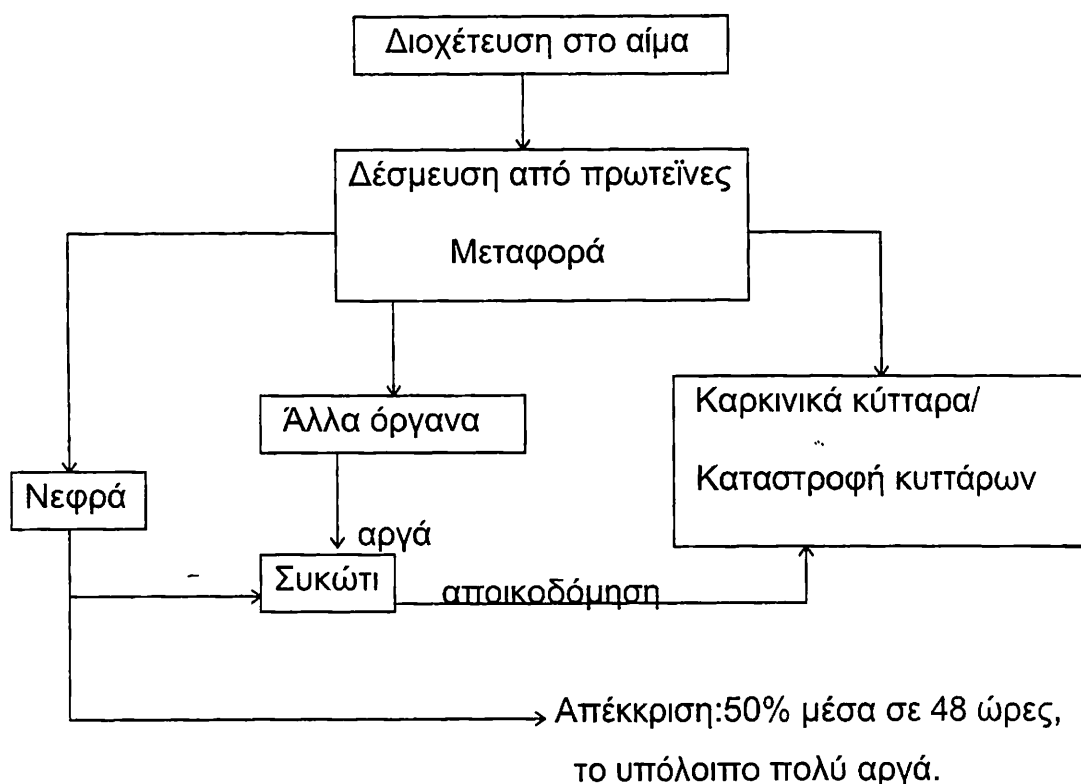 Διοχέτευση στο αίμα
Δέσμευση από πρωτεΐνες
Μεταφορά
Καρκινικά κύτταρα/
Άλλα όργανα
Καταστροφή κυττάρων
Νεφρά
αργά
Συκώτι
αποικοδόμηση
Απέκκριση:50% μέσα σε 48 ώρες,
το υπόλοιπο πολύ αργά.